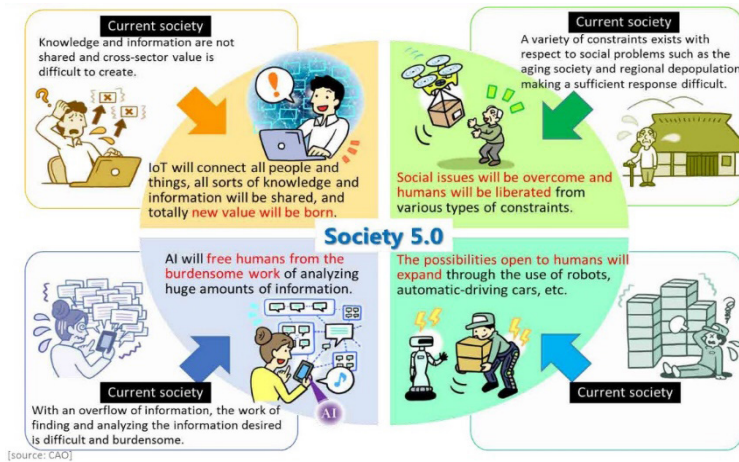 Current society
Knowledge and information are not
shared and cross-sector value is
difficult to create.
?
!
IoT will connect all people and
things, all sorts of knowledge and
information will be shared, and
totally new value will be born.
Current society
A variety of constraints exists with
respect to social problems such as the
aging society and regional depopulation
making a sufficient response difficult.
Social issues will be overcome and
humans will be liberated from
various types of constraints.
Society 5.0
AI will free humans from the
burdensome work of analyzing
huge amounts of information.
AI
Current society
With an overflow of information, the work of
finding and analyzing the information desired
is difficult and burdensome.
The possibilities open to humans will
expand through the use of robots,
automatic-driving cars, etc.
Current society
[source: CAO]